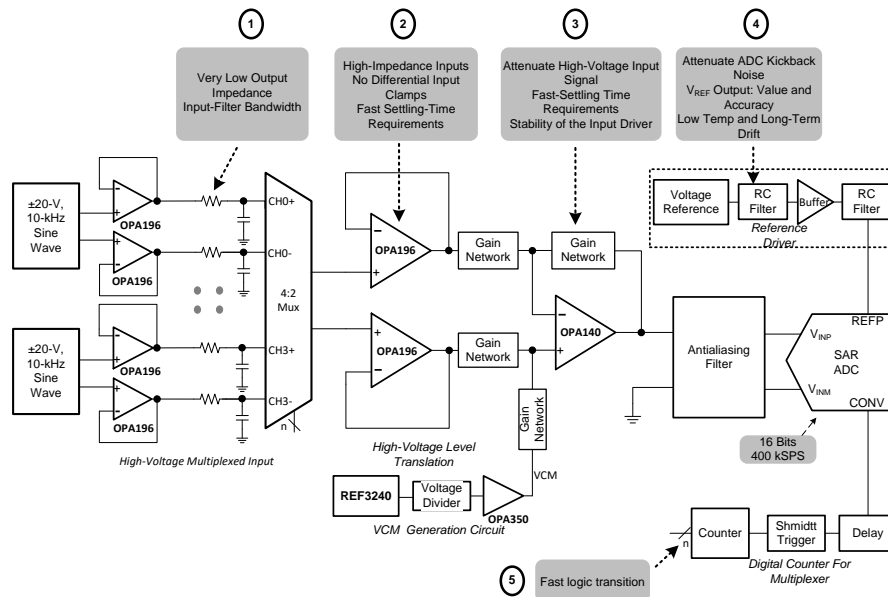 1
2
3
4
Very Low Output
Impedance
Input-Filter Bandwidth
High-Impedance Inputs
No Differential Input
Clamps
Fast Settling-Time
Requirements
Attenuate High-Voltage Input
Signal
Fast-Settling Time
Requirements
Stability of the Input Driver
Attenuate ADC Kickback
Noise
VREF Output: Value and
Accuracy
Low Temp and Long-Term
Drift
±20-V,
10-kHz
Sine
Wave
OPA196
OPA196
±20-V,
10-kHz
Sine
Wave
OPA196
OPA196
High-Voltage Multiplexed Input
CH0+
CH0-
4:2
Mux
CH3+
CH3-
n
OPA196
OPA196
High-Voltage Level
Translation
Gain
Network
Gain
Network
Gain
Network
Gain
Network
OPA140
VCM
REF3240
Voltage
Divider
OPA350
VCM Generation Circuit
Voltage
Reference
RC
Filter
Buffer
RC
Filter
Reference
Driver
Antialiasing
Filter
REFP
VINP
SAR
ADC
VINM
CONV
16 Bits
400 kSPS
n
Counter
Shmidtt
Trigger
Delay
Digital Counter For
Multiplexer
5
Fast logic transition